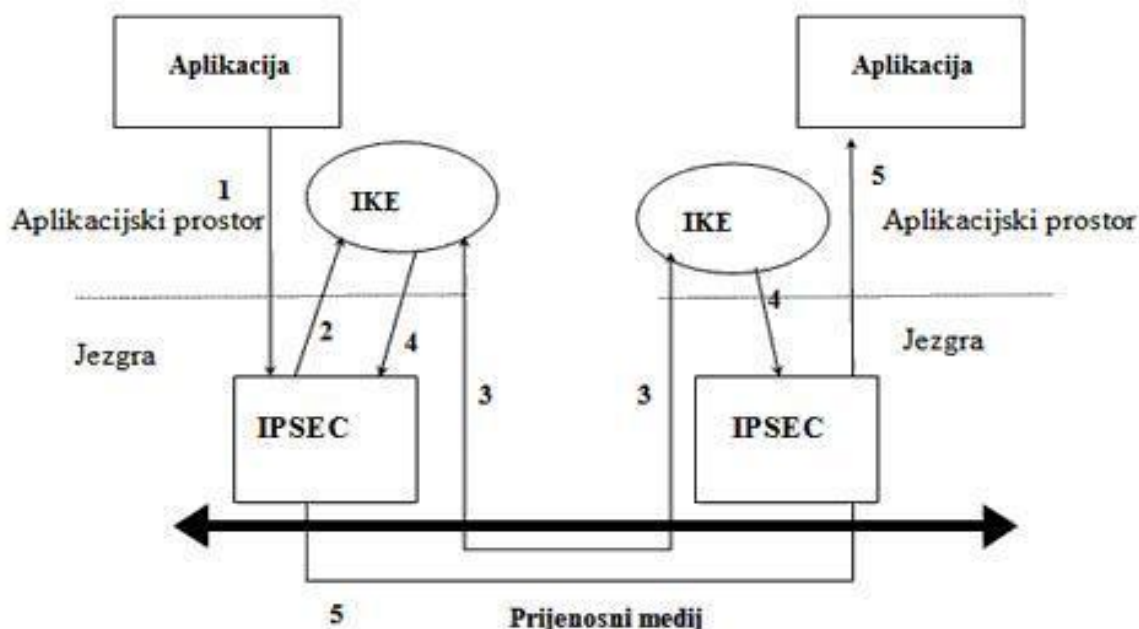 Aplikacija
Aplikacija
IKE
IKE
1
5
Aplikacijski prostor
Aplikacijski prostor
2
4
4
Jezgra
Jezgra
3
3
IPSEC
IPSEC
5
Prijenosni medij